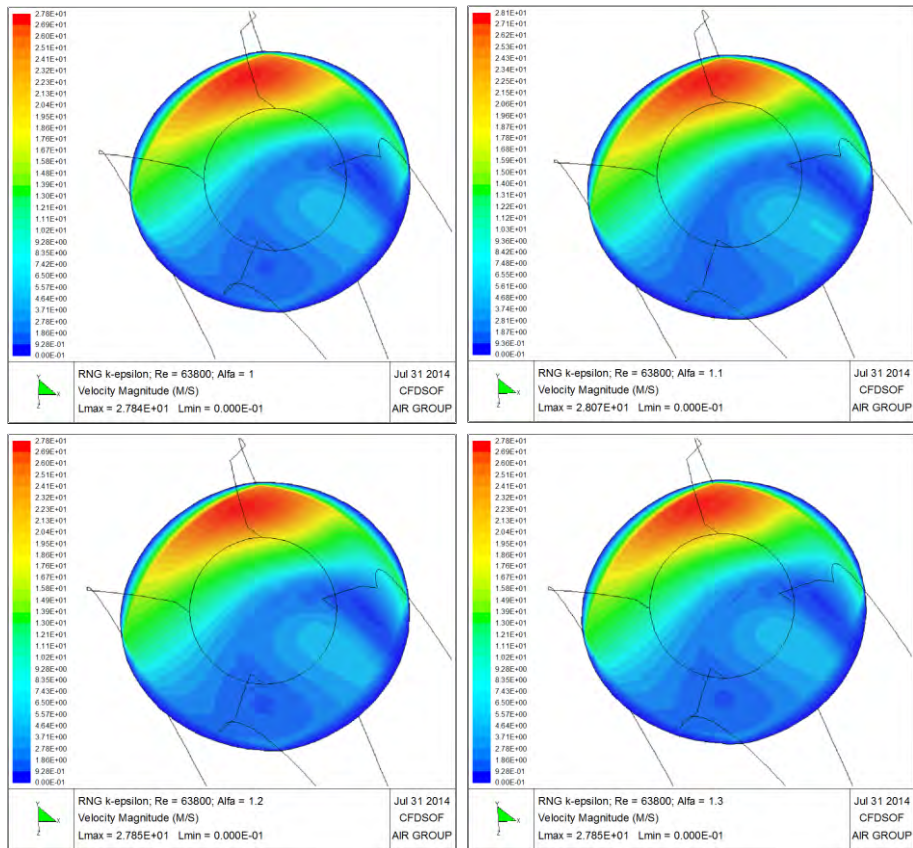 2.78E+01
2.69E+01
2.60E+01
2.51E+01
2.41E+01
2.32E+01
2.23E+01
2.13E+01
2.04E+01
1.95E+01
1.86E+01
1.76E+01
1.67E+01
1.58E+01
1.48E+01
1.39E+01
1.30E+01
1.21E+01
1.11E+01
1.02E+01
9.28E+00
8.35E+00
7.42E+00
6.50E+00
5.57E+00
4.64E+00
3.71E+00
2.78E+00
1.86E+00
9.28E-01
0.00E-01
Y
X
Z
RNG k-epsilon; Re = 63800; Alfa = 1
Velocity Magnitude (M/S)
Lmax = 2.784E+01 Lmin = 0.000E-01
Jul 31 2014
CFDSOF
AIR GROUP
2.81E+01
2.71E+01
2.62E+01
2.53E+01
2.43E+01
2.34E+01
2.25E+01
2.15E+01
2.06E+01
1.96E+01
1.87E+01
1.78E+01
1.68E+01
1.59E+01
1.50E+01
1.40E+01
1.31E+01
1.22E+01
1.12E+01
1.03E+01
9.36E+00
8.42E+00
7.48E+00
6.55E+00
5.61E+00
4.68E+00
3.74E+00
2.81E+00
1.87E+00
9.36E-01
0.00E-01
Y
X
Z
RNG k-epsilon; Re = 63800; Alfa = 1.1
Velocity Magnitude (M/S)
Lmax = 2.807E+01 Lmin = 0.000E-01
Jul 31 2014
CFDSOF
AIR GROUP
2.78E+01
2.69E+01
2.60E+01
2.51E+01
2.41E+01
2.32E+01
2.23E+01
2.13E+01
2.04E+01
1.95E+01
1.86E+01
1.76E+01
1.67E+01
1.58E+01
1.49E+01
1.39E+01
1.30E+01
1.21E+01
1.11E+01
1.02E+01
9.28E+00
8.35E+00
7.43E+00
6.50E+00
5.57E+00
4.64E+00
3.71E+00
2.78E+00
1.86E+00
9.28E-01
0.00E-01
Y
X
Z
RNG k-epsilon; Re = 63800; Alfa = 1.2
Velocity Magnitude (M/S)
Lmax = 2.785E+01 Lmin = 0.000E-01
Jul 31 2014
CFDSOF
AIR GROUP
2.78E+01
2.69E+01
2.60E+01
2.51E+01
2.41E+01
2.32E+01
2.23E+01
2.13E+01
2.04E+01
1.95E+01
1.86E+01
1.76E+01
1.67E+01
1.58E+01
1.49E+01
1.39E+01
1.30E+01
1.21E+01
1.11E+01
1.02E+01
9.28E+00
8.35E+00
7.43E+00
6.50E+00
5.57E+00
4.64E+00
3.71E+00
2.78E+00
1.86E+00
9.28E-01
0.00E-01
Y
X
Z
RNG k-epsilon; Re = 63800; Alfa = 1.3
Velocity Magnitude (M/S)
Lmax = 2.785E+01 Lmin = 0.000E-01
Jul 31 2014
CFDSOF
AIR GROUP